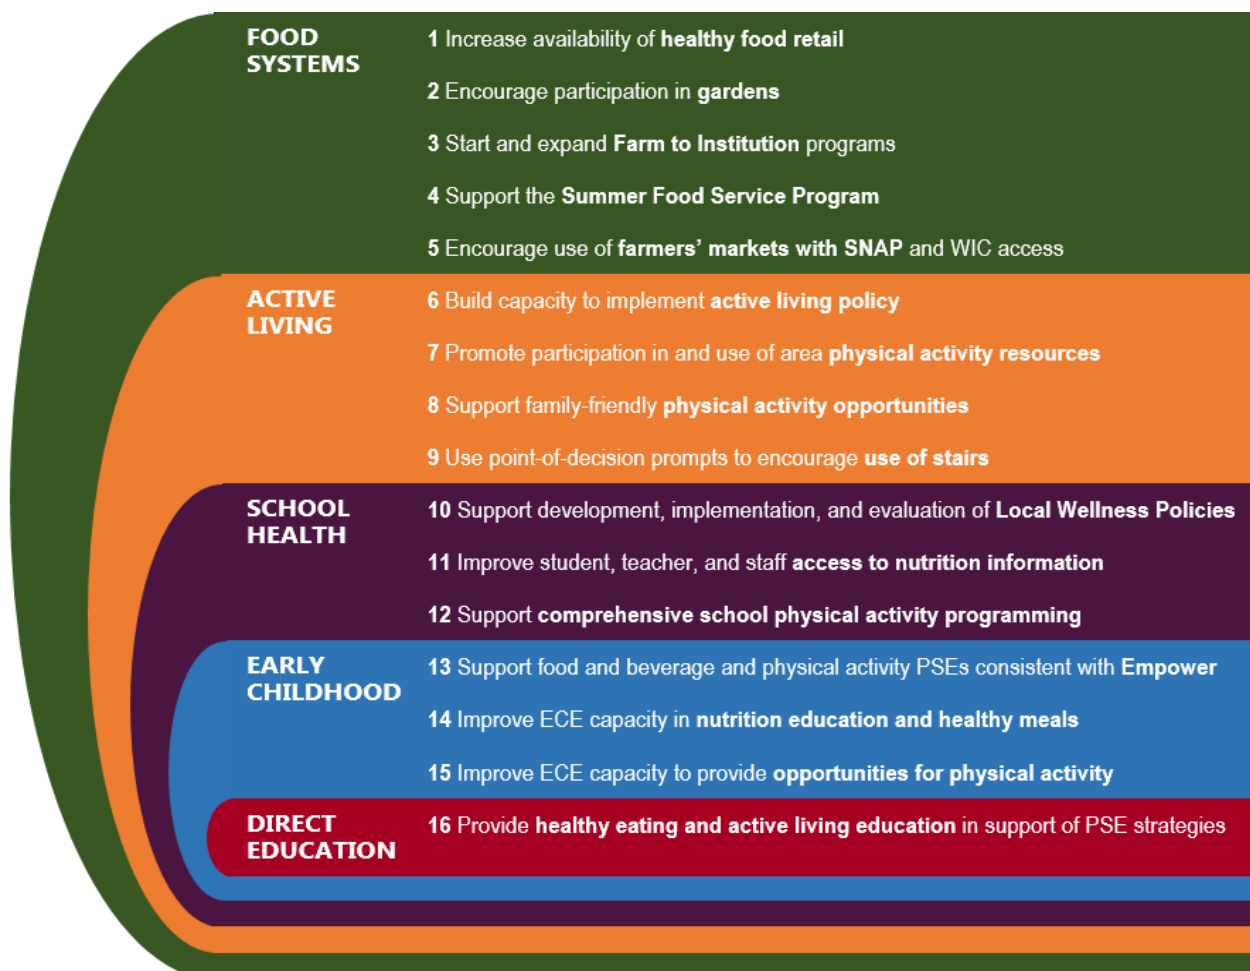 FOOD
SYSTEMS
1 Increase availability of healthy food retail
2 Encourage participation in gardens
3 Start and expand Farm to Institution programs
4 Support the Summer Food Service Program
5 Encourage use of farmers’ markets with SNAP and WIC access
ACTIVE
LIVING
6 Build capacity to implement active living policy
7 Promote participation in and use of area physical activity resources
8 Support family-friendly physical activity opportunities
9 Use point-of-decision prompts to encourage use of stairs
SCHOOL
HEALTH
10 Support development, implementation, and evaluation of Local Wellness Policies
11 Improve student, teacher, and staff access to nutrition information
12 Support comprehensive school physical activity programming
EARLY
CHILDHOOD
13 Support food and beverage and physical activity PSEs consistent with Empower
14 Improve ECE capacity in nutrition education and healthy meals
15 Improve ECE capacity to provide opportunities for physical activity
DIRECT
EDUCATION
16 Provide healthy eating and active living education in support of PSE strategies